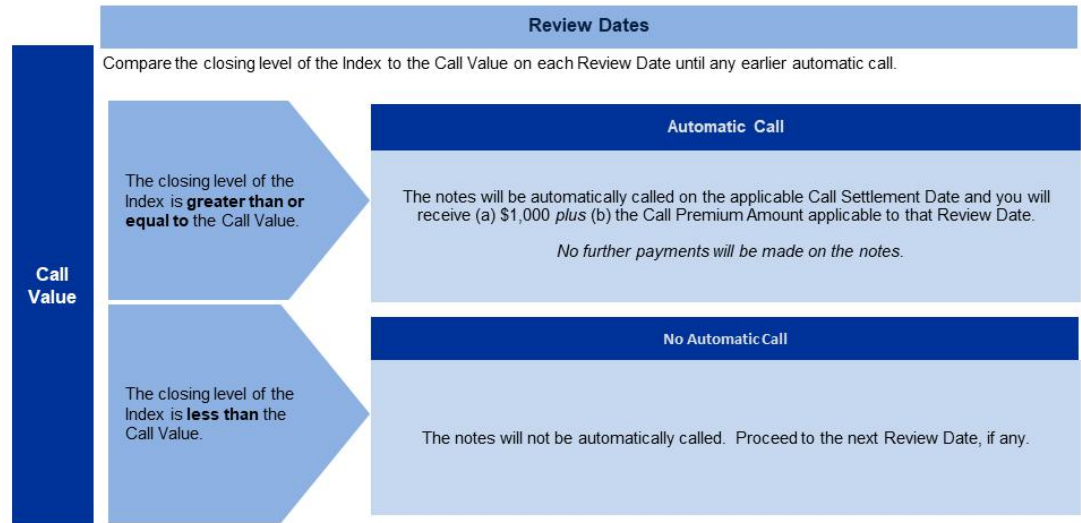 Review Dates
Compare the closing level of the Index to the Call Value on each Review Date until any earlier automatic call.
Call
Value
The closing level of the
Index is greater than or
equal to the Call Value.
Automatic Call
The notes will be automatically called on the applicable Call Settlement Date and you will
receive (a) $1,000 plus (b) the Call Premium Amount applicable to that Review Date.
No further payments will be made on the notes.
The closing level of the
Index is less than the
Call Value.
No Automatic Call
The notes will not be automatically called. Proceed to the next Review Date, if any.